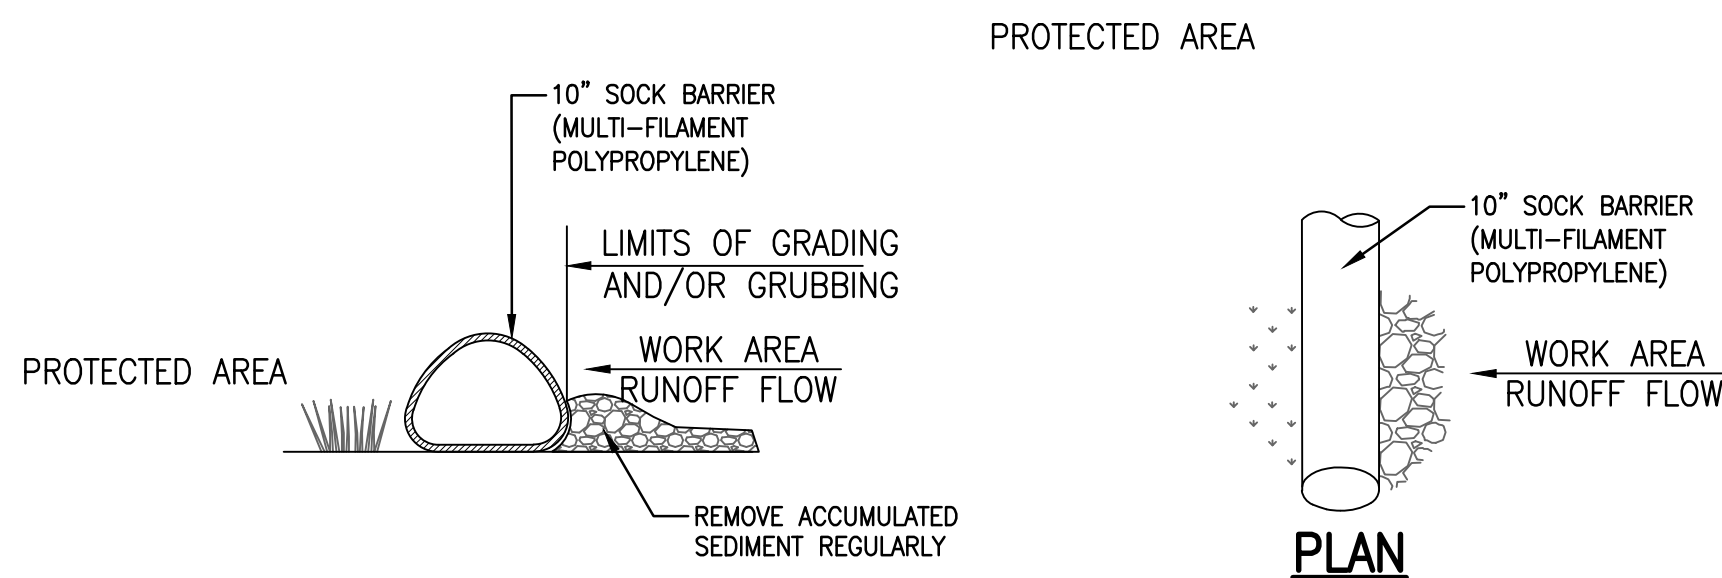 PROTECTED AREA
10” SOCK BARRIER
(MULTI-FILAMENT
POLYPROPYLENE)
LIMITS OF GRADING
AND/OR GRUBBING
WORK AREA
RUNOFF FLOW
PROTECTED AREA
REMOVE ACCUMULATED
SEDIMENT REGULARLY
10” SOCK BARRIER
(MULTI-FILAMENT
POLYPROPYLENE)
WORK AREA
RUNOFF FLOW
PLAN